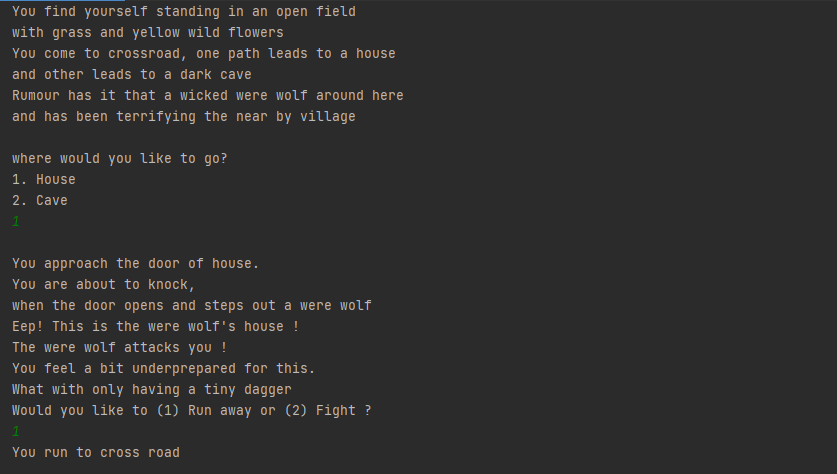 You find yourself standing in an open field
with grass and yellow wild flowers
You come to crossroad, one path leads to a house
and other leads to a dark cave
Rumour has it that a wicked were wolf around here
and has been terrifying the near by village
where would you like to go?
1. House
2. Cave
1
You approach the door of house.
You are about to knock,
when the door opens and steps out a were wolf
Eep! This is the were wolf's house !
The were wolf attacks you !
You feel a bit underprepared for this.
What with only having a tiny dagger
Would you like to (1) Run away or (2) Fight ?
1
You run to cross road